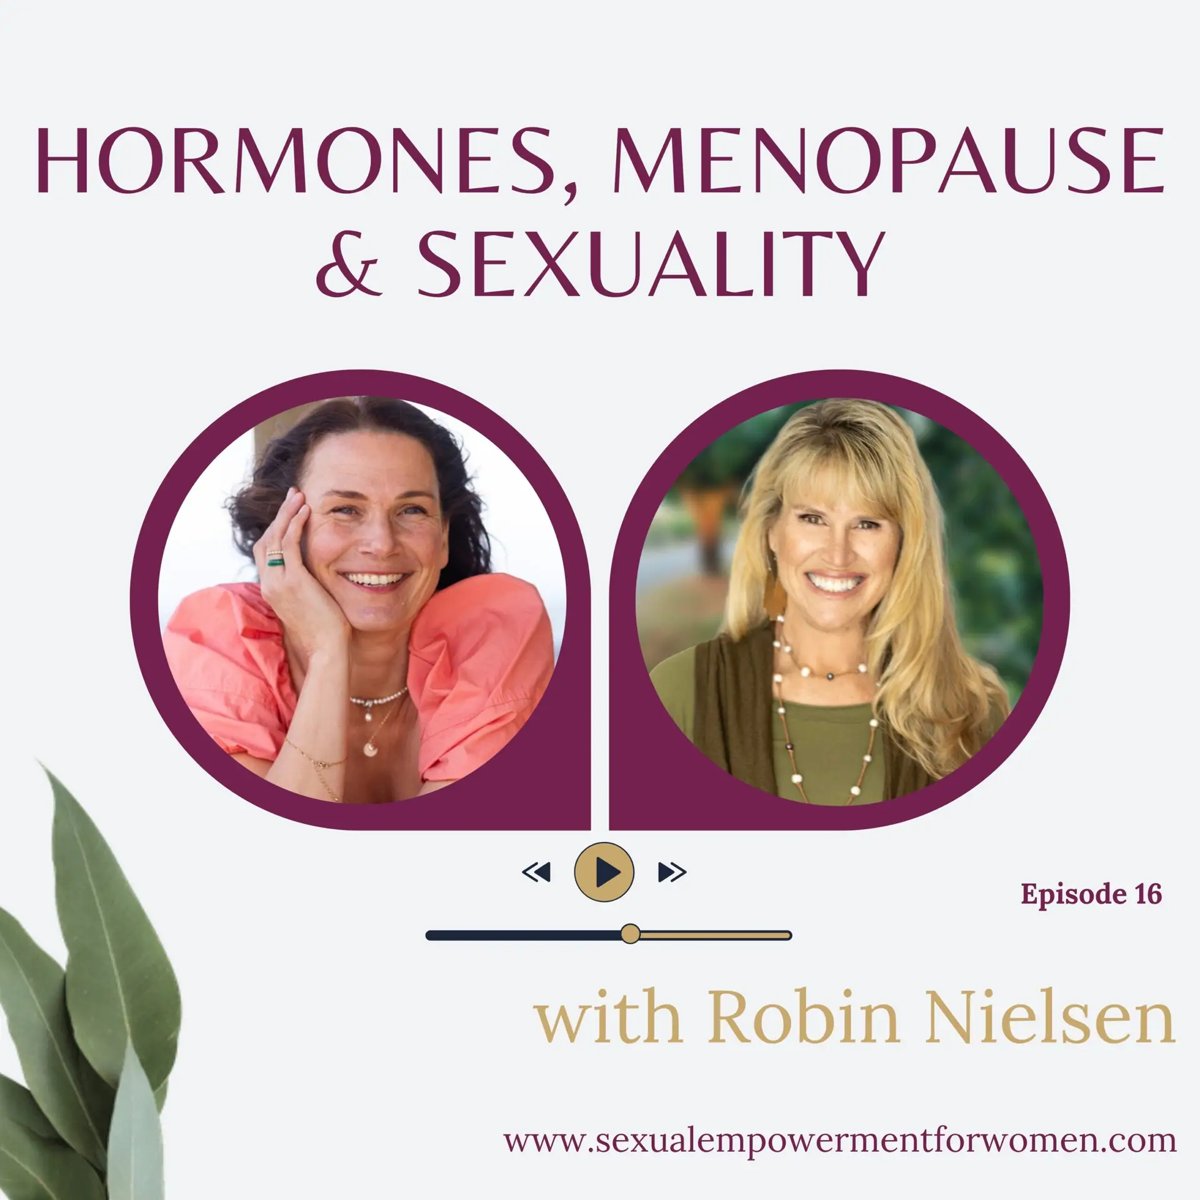 HORMONES, MENOPAUSE
& SEXUALITY
Episode 16
with Robin Nielsen
www.sexualempowermentforwomen.com